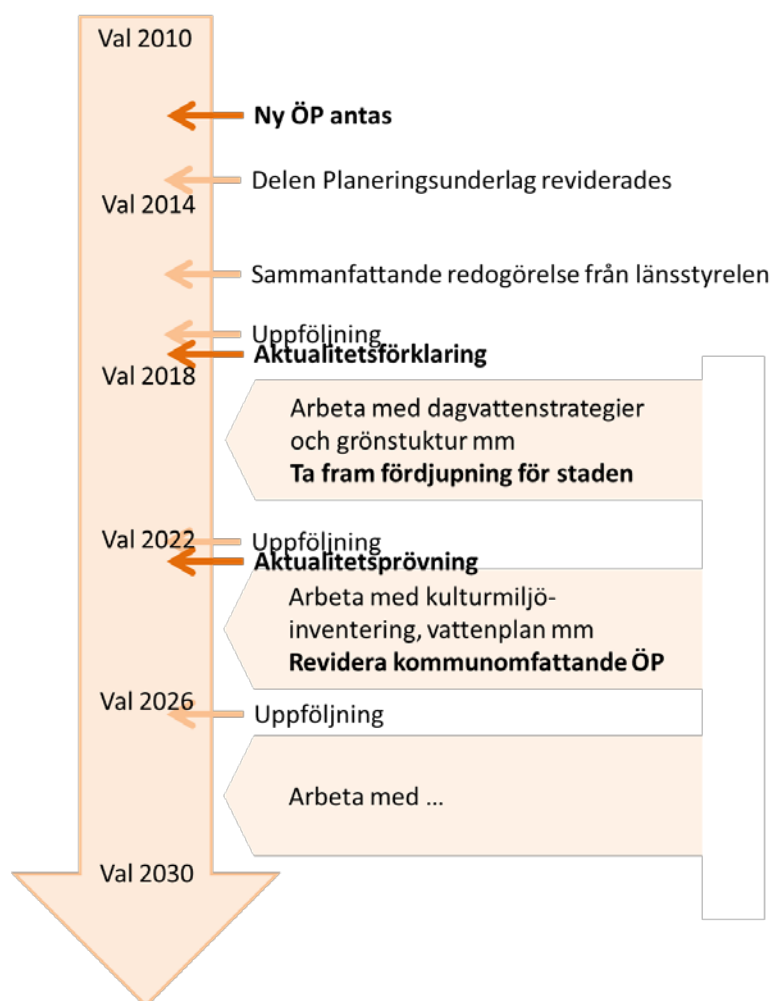 Val 2010
Ny ÖP antas
Delen Planeringsunderlag reviderades
Val 2014
Sammanfattande redogörelse från länsstyrelen
Uppföljning
Aktualitetsförklaring
Val 2018
Arbeta med dagvattenstrategier
och grönstuktur mm
Ta fram fördjupning för staden
Val 2022
Uppföljning
Aktualitetsprövning
Arbeta med kulturmiljö-
inventering, vattenplan mm
Revidera kommunomfattande ÖP
Val 2026
Uppföljning
Arbeta med ...
Val 2030